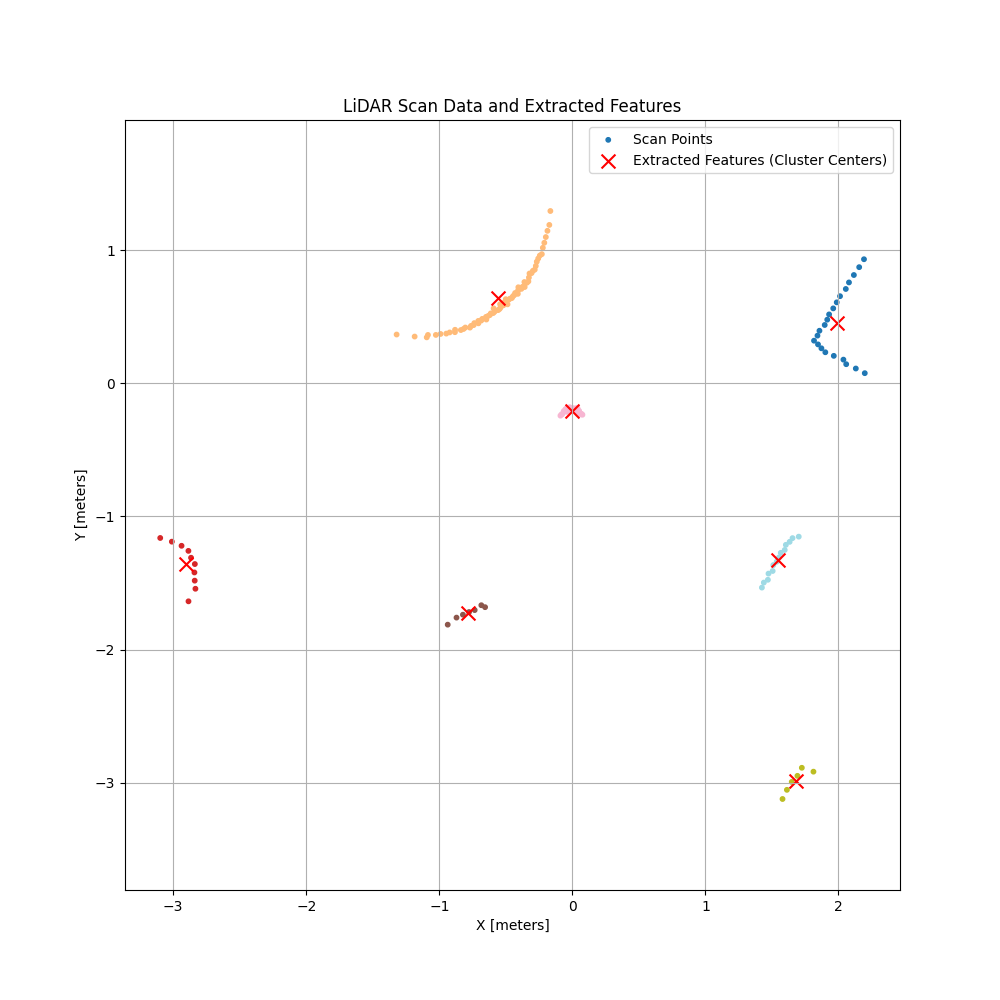 LiDAR Scan Data and Extracted Features
Scan Points
Extracted Features (Cluster Centers)
1
0
−1
−2
−3
Y [meters]
−3
−2
−1
0
1
2
X [meters]